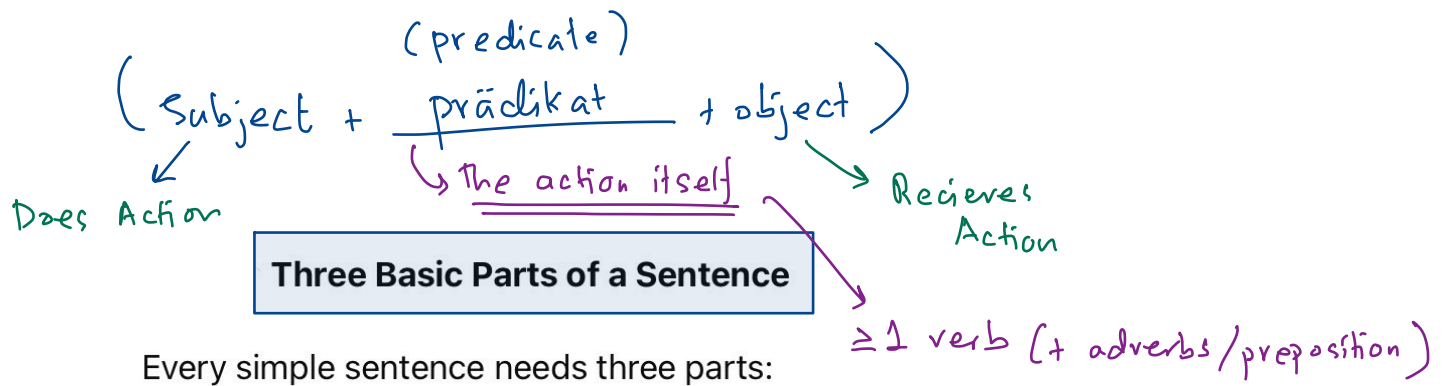 (predicate)
(Subject + prädikat + object)
The action itself
Does Action
Recieves
Action
Three Basic Parts of a Sentence
≥1 verb (+ adverbs/preposition)
Every simple sentence needs three parts: